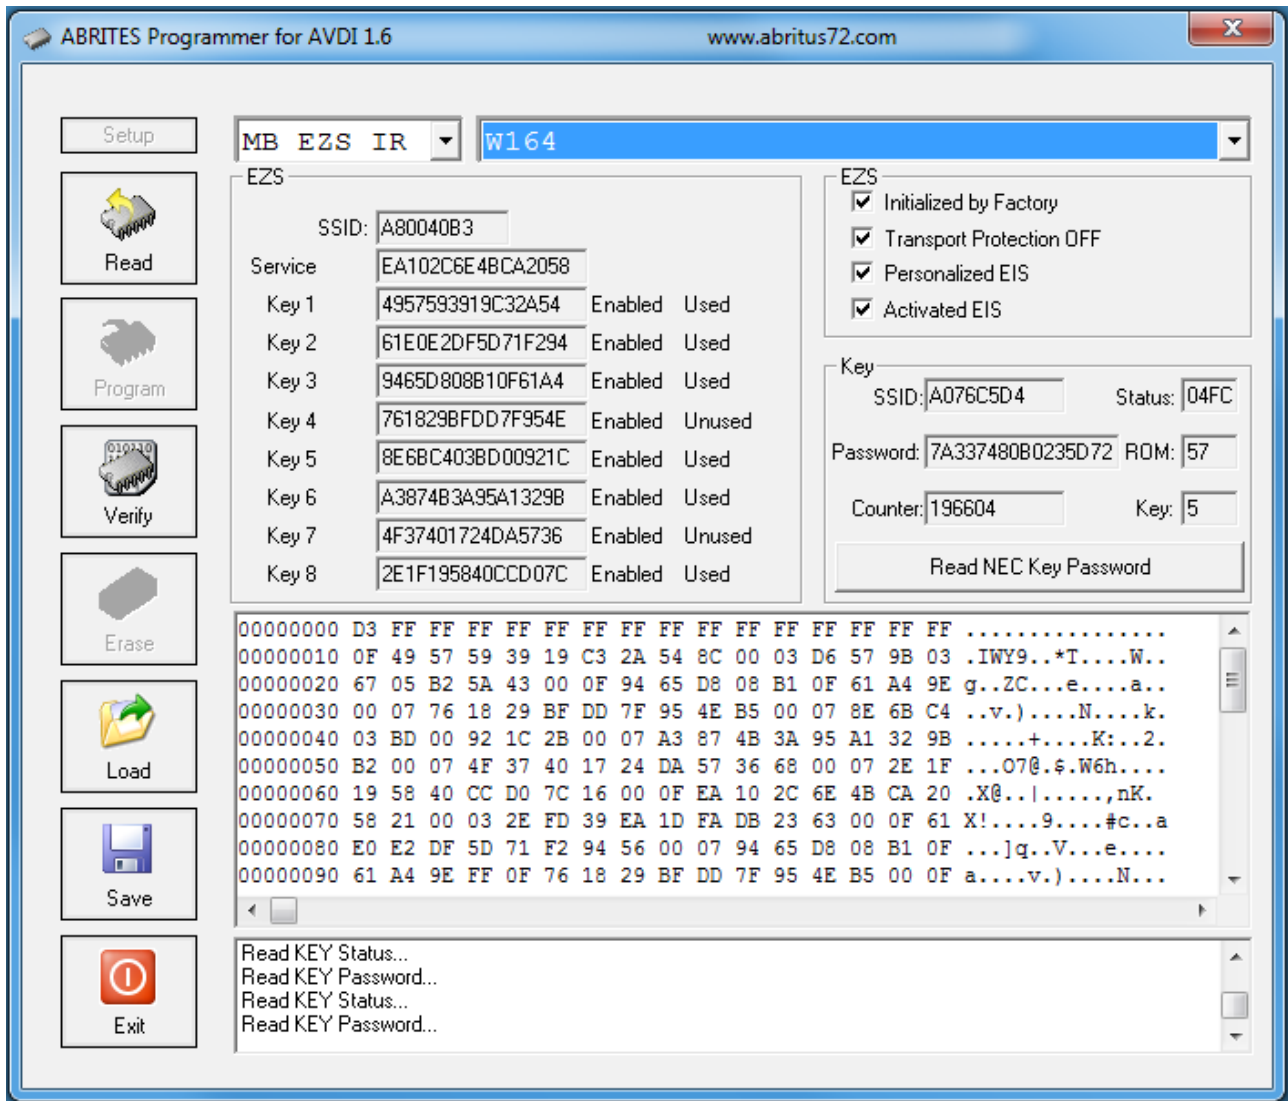 ABRITES Programmer for AVDI 1.6 www.abritus72.com
Setup
MB EZS IR W164
Read
Program
Verify
Erase
Load
Save
Exit
EZS
SSID: A80040B3
Service EA102C6E4BCA2058
Key 1 4957593919C32A54 Enabled Used
Key 2 61E0E2DF5D71F294 Enabled Used
Key 3 9465D808B10F61A4 Enabled Used
Key 4 761829BFDD7F954E Enabled Unused
Key 5 8E6BC403BD00921C Enabled Used
Key 6 A3874B3A95A1329B Enabled Used
Key 7 4F37401724DA5736 Enabled Unused
Key 8 2E1F195840CCD07C Enabled Used
EZS
Initialized by Factory
Transport Protection OFF
Personalized EIS
Activated EIS
Key
SSID: A076C5D4 Status: 04FC
Password: 7A337480B0235D72 ROM: 57
Counter: 196604 Key: 5
Read NEC Key Password
00000000 D3 FF FF FF FF FF FF FF FF FF FF FF FF FF FF FF ................
00000010 0F 49 57 59 39 19 C3 2A 54 8C 00 03 D6 57 9B 03 .IWY9..*T....W..
00000020 67 05 B2 5A 43 00 0F 94 65 D8 08 B1 0F 61 A4 9E g..ZC...e....a..
00000030 00 07 76 18 29 BF DD 7F 95 4E B5 00 07 8E 6B C4 ..v.)....N....k.
00000040 03 BD 00 92 1C 2B 00 07 A3 87 4B 3A 95 A1 32 9B .....+....K:..2.
00000050 B2 00 07 4F 37 40 17 24 DA 57 36 68 00 07 2E 1F ...O7@.$.W6h....
00000060 19 58 40 CC D0 7C 16 00 0F EA 10 2C 6E 4B CA 20 .X@..|.....,nK.
00000070 58 21 00 03 2E FD 39 EA 1D FA DB 23 63 00 0F 61 X!....9....#c..a
00000080 E0 E2 DF 5D 71 F2 94 56 00 07 94 65 D8 08 B1 0F ...]q..V...e....
00000090 61 A4 9E FF 0F 76 18 29 BF DD 7F 95 4E B5 00 0F a....v.)....N...
Read KEY Status...
Read KEY Password...
Read KEY Status...
Read KEY Password...